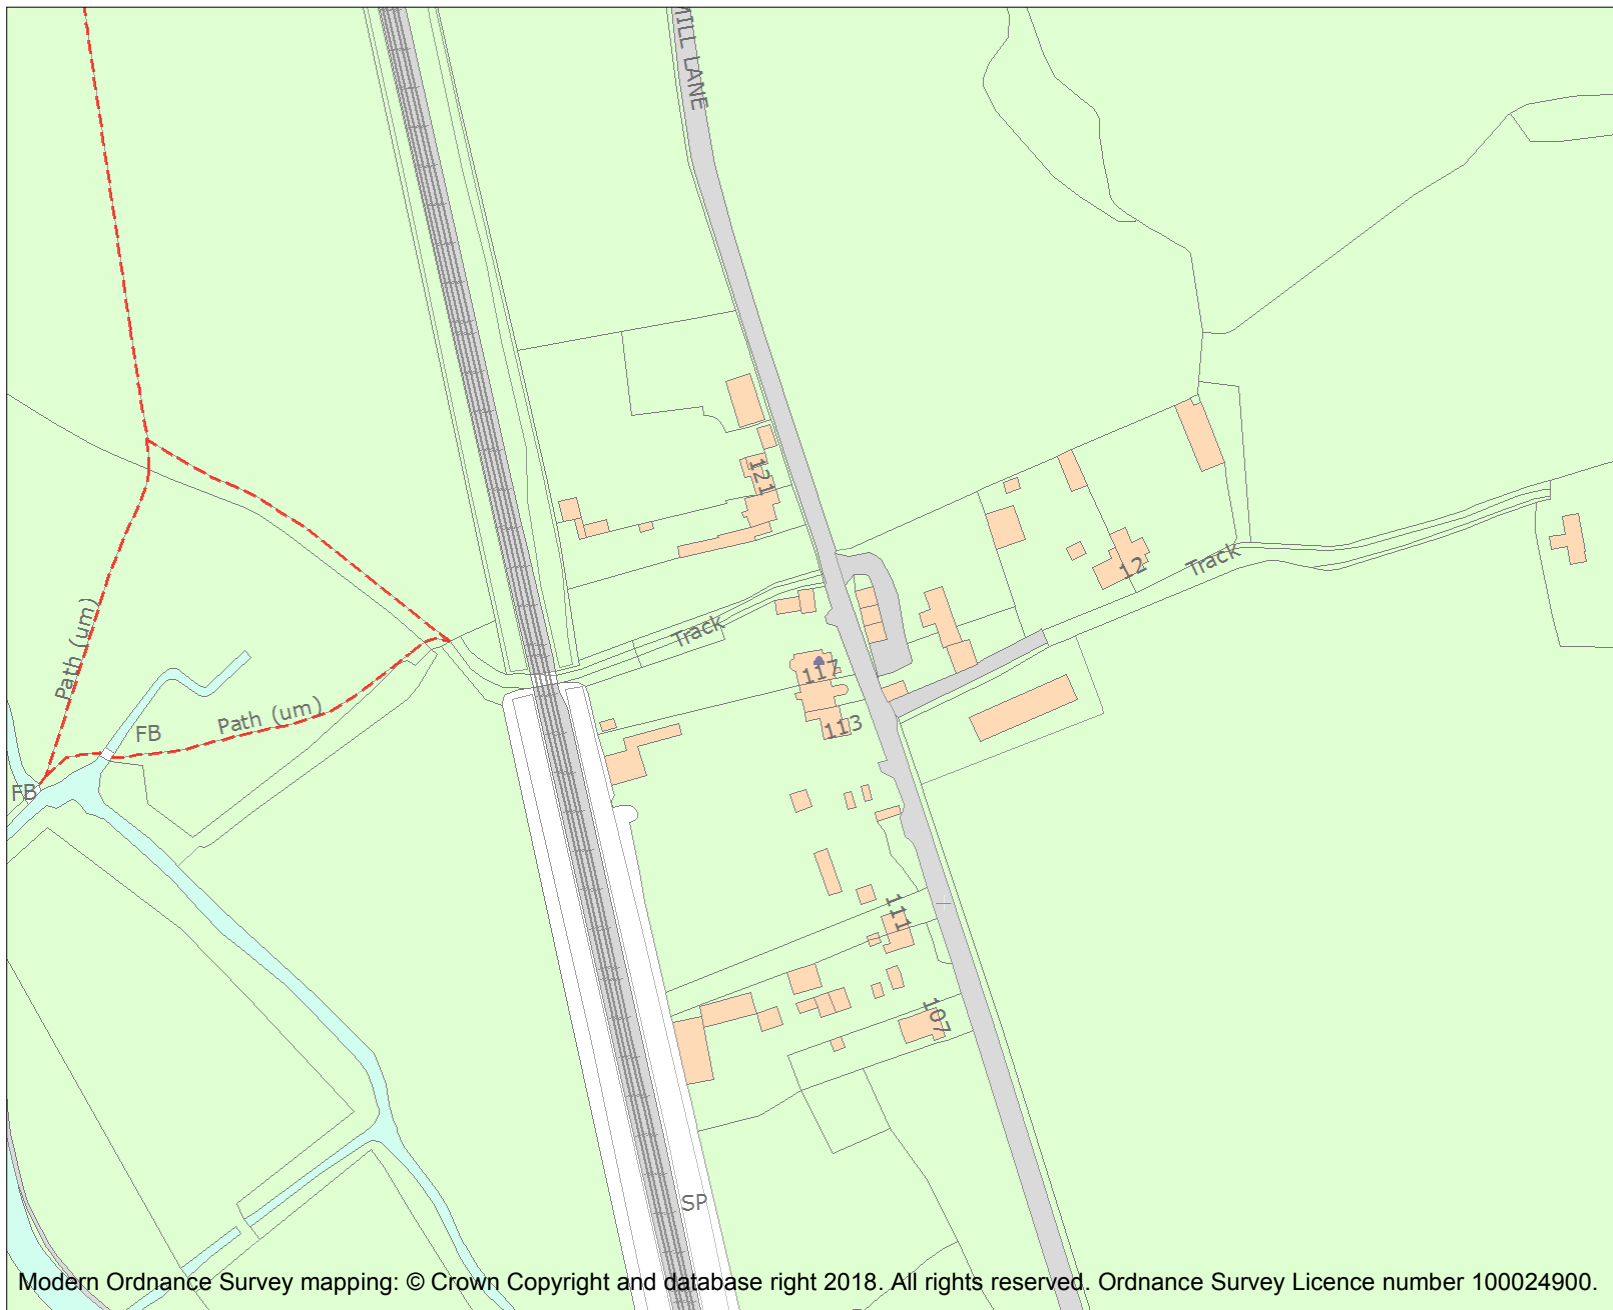 MILL LANE
121
Track
12
Track
Path (um)
117
Path (um)
FB
113
FB
111
107
SP
Modern Ordnance Survey mapping: © Crown Copyright and database right 2018. All rights reserved. Ordnance Survey Licence number 100024900.